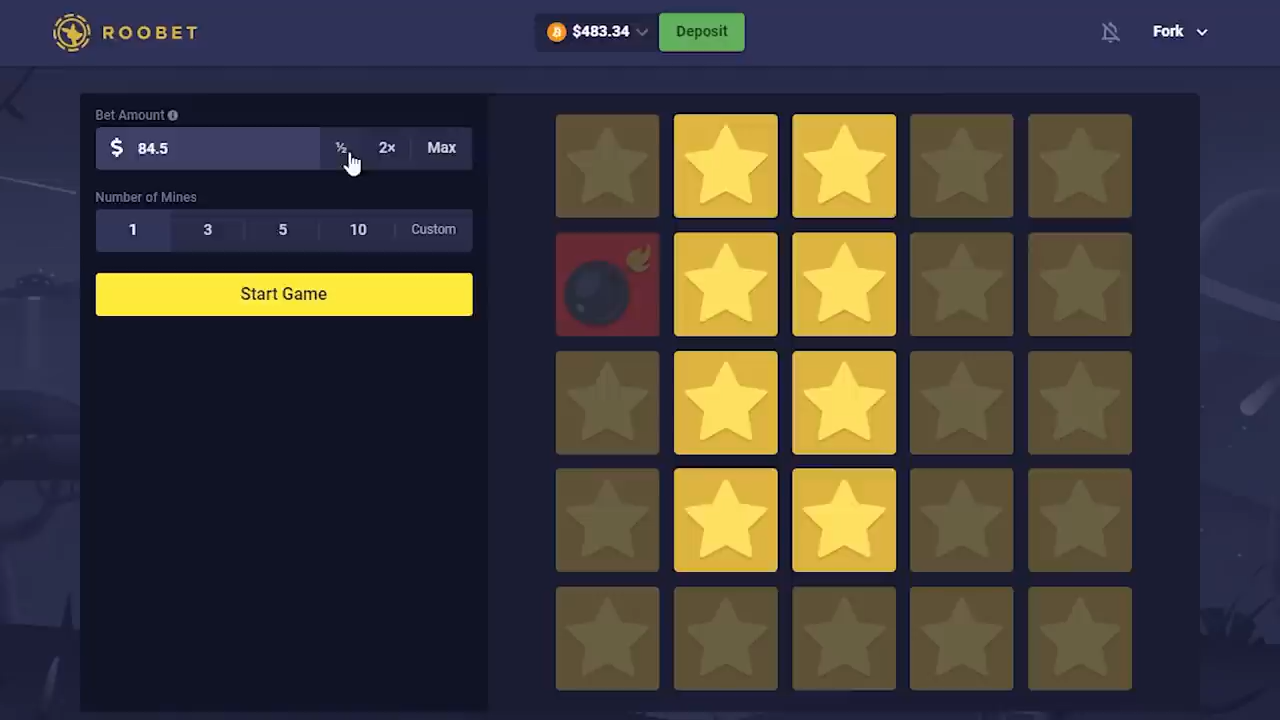 ROOBET
$483.34
Deposit
Fork
Bet Amount
$ 84.5 ½ 2× Max
Number of Mines
1 3 5 10 Custom
Start Game